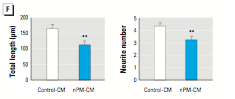 F
Total length (µm)
200
150
100
50
0
**
Control-CM nPM-CM
Neurite number
5
4
3
2
1
0
**
Control-CM nPM-CM